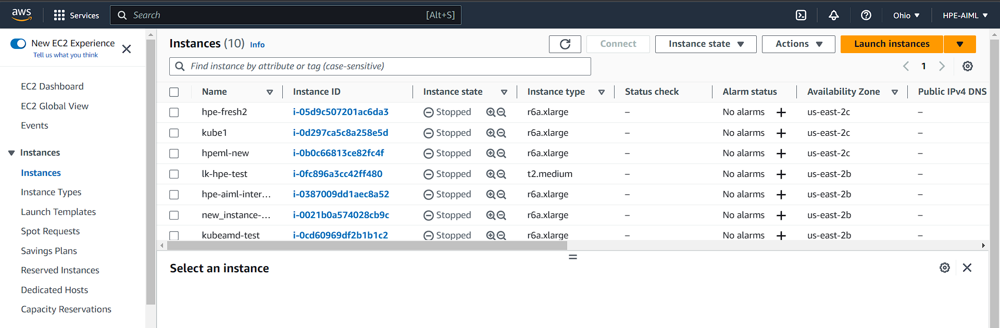 aws Services Search [Alt+S] Ohio HPE-AIML
New EC2 Experience
Tell us what you think
EC2 Dashboard
EC2 Global View
Events
Instances
Instances
Instance Types
Launch Templates
Spot Requests
Savings Plans
Reserved Instances
Dedicated Hosts
Capacity Reservations
Instances (10) Info Connect Instance state Actions Launch instances
Find instance by attribute or tag (case-sensitive) 1
Name Instance ID Instance state Instance type Status check Alarm status Availability Zone Public IPv4 DNS
hpe-fresh2 i-05d9c507201ac6da3 Stopped r6a.xlarge – No alarms us-east-2c –
kube1 i-0d297ca5c8a258e5d Stopped r6a.xlarge – No alarms us-east-2c –
hpeml-new i-0b0c66813ce82fc4f Stopped r6a.xlarge – No alarms us-east-2c –
lk-hpe-test i-0fc896a3cc42ff480 Stopped t2.medium – No alarms us-east-2b –
hpe-aiml-inter... i-0387009dd1aec8a52 Stopped r6a.xlarge – No alarms us-east-2b –
new_instance-... i-0021b0a574028cb9c Stopped r6a.xlarge – No alarms us-east-2b –
kubeamd-test i-0cd60969df2b1b1c2 Stopped r6a.xlarge – No alarms us-east-2b –
Select an instance